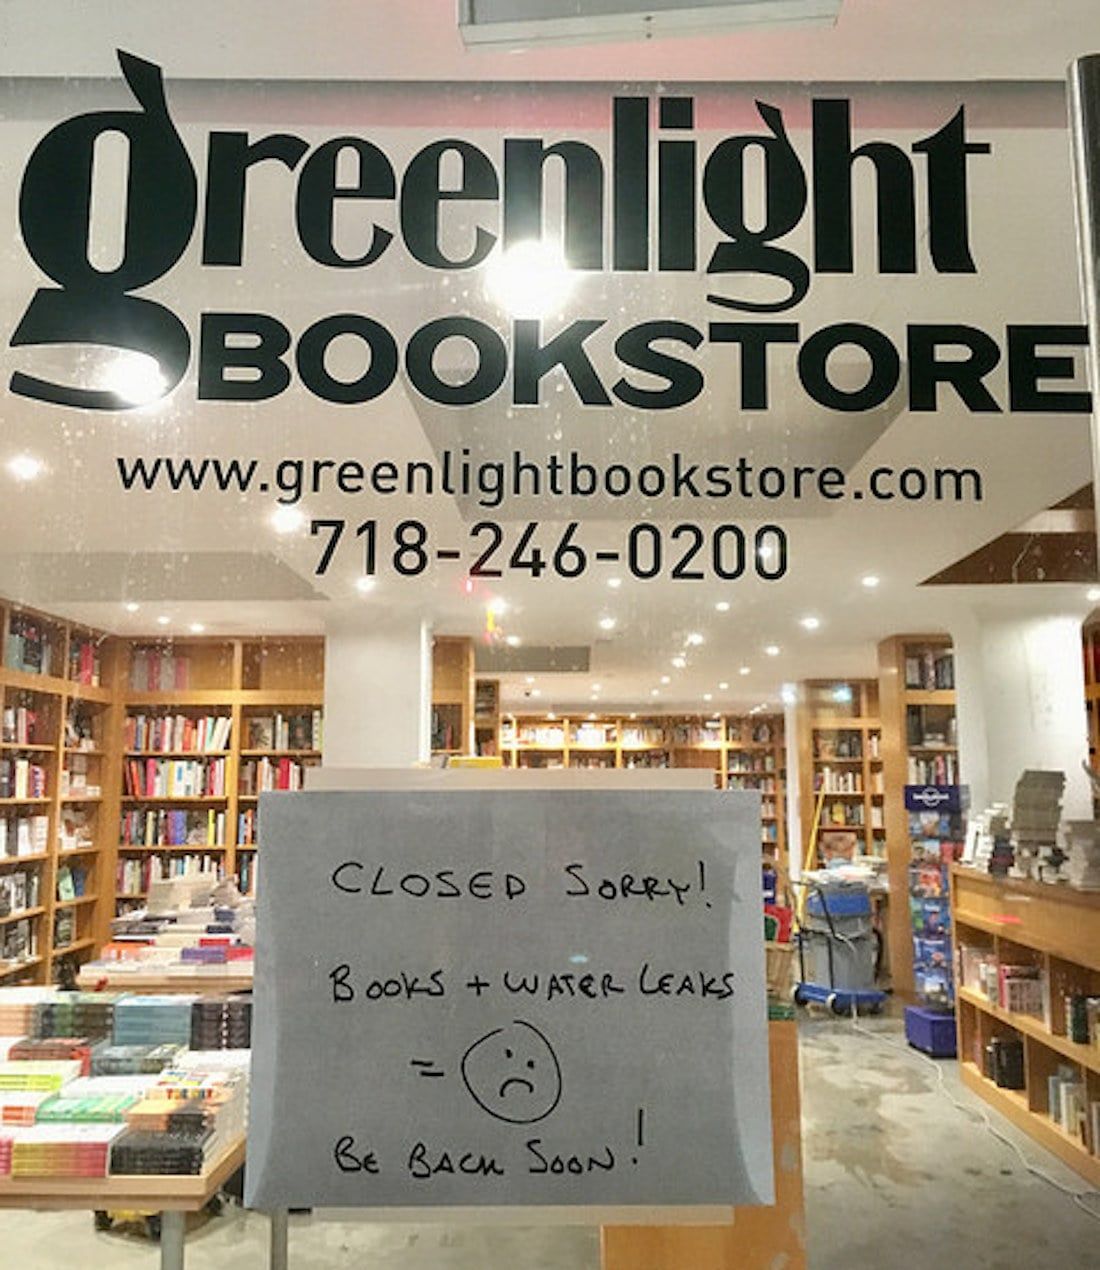 greenlight
BOOKSTORE
www.greenlightbookstore.com
718-246-0200
CLOSED SORRY!
BOOKS + WATER LEAKS
= ☹
BE BACK SOON!